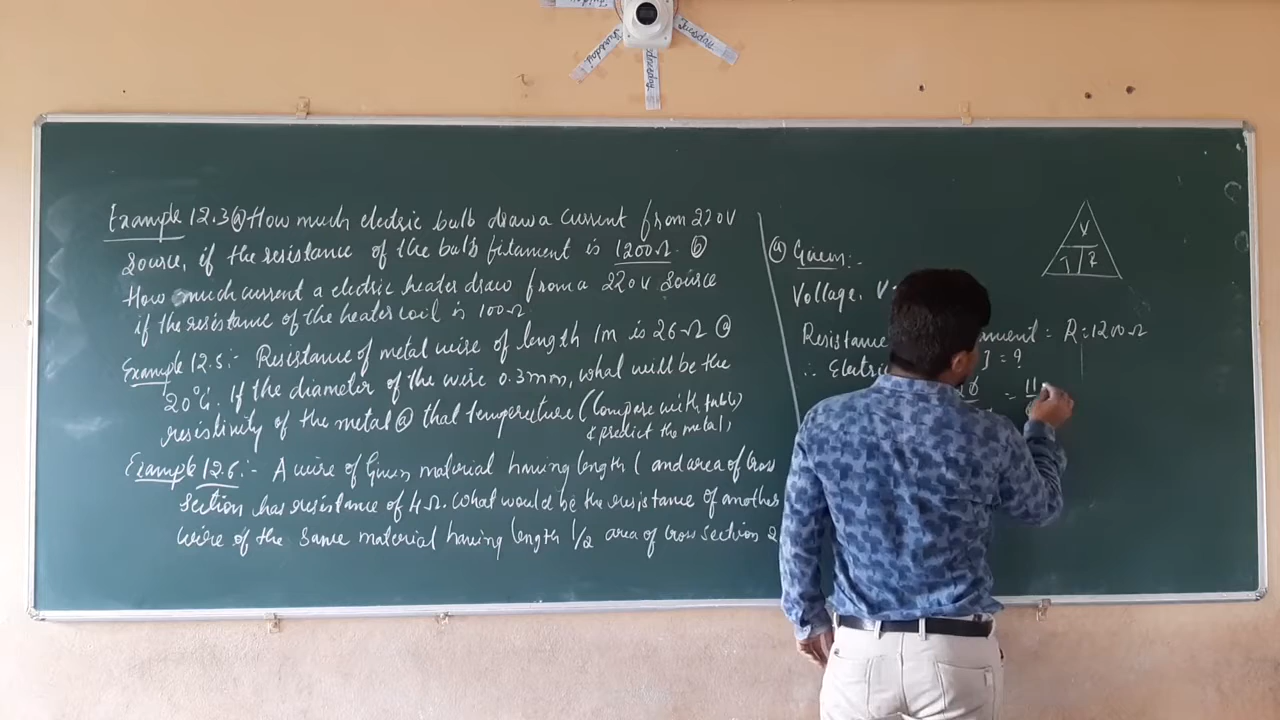 Tuesday
Example 12.3 (a) How much electric bulb draw a current from 220V
source, if the resistance of the bulb filament is 1200Ω. (b)
How much current a electric heater draw from a 220V source
if the resistance of the heater coil is 100Ω
Example 12.5:- Resistance of metal wire of length 1m is 26Ω @
20°C. If the diameter of the wire 0.3mm, what will be the
resistivity of the metal @ that temperature (Compare with table)
& predict the metal,
Example 12.6:- A wire of Given material having length l and area of Cross
section has resistance of 4Ω. What would be the resistance of another
wire of the same material having length 1/2 area of cross section 2
V
I R
(a) Given:-
Voltage, V
Resistance ment = R = 1200Ω
∴ Electric I = ?
= 11